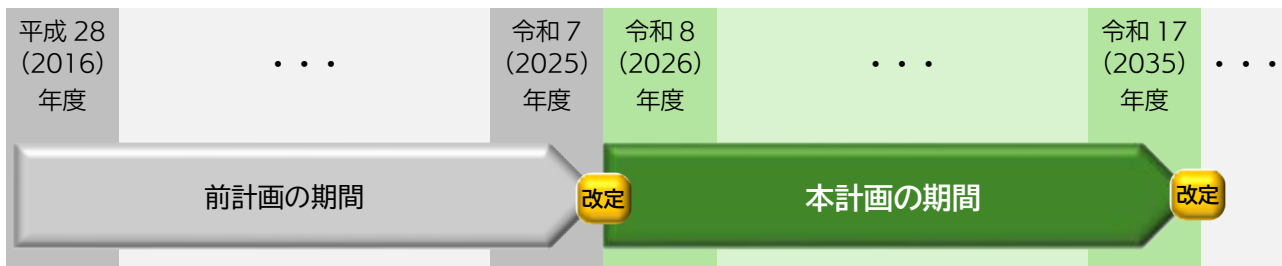 平成 28
（2016）
年度
・・・
令和 7
（2025）
年度
令和 8
（2026）
年度
・・・
令和 17
（2035）
年度
・・・
前計画の期間
改定
本計画の期間
改定